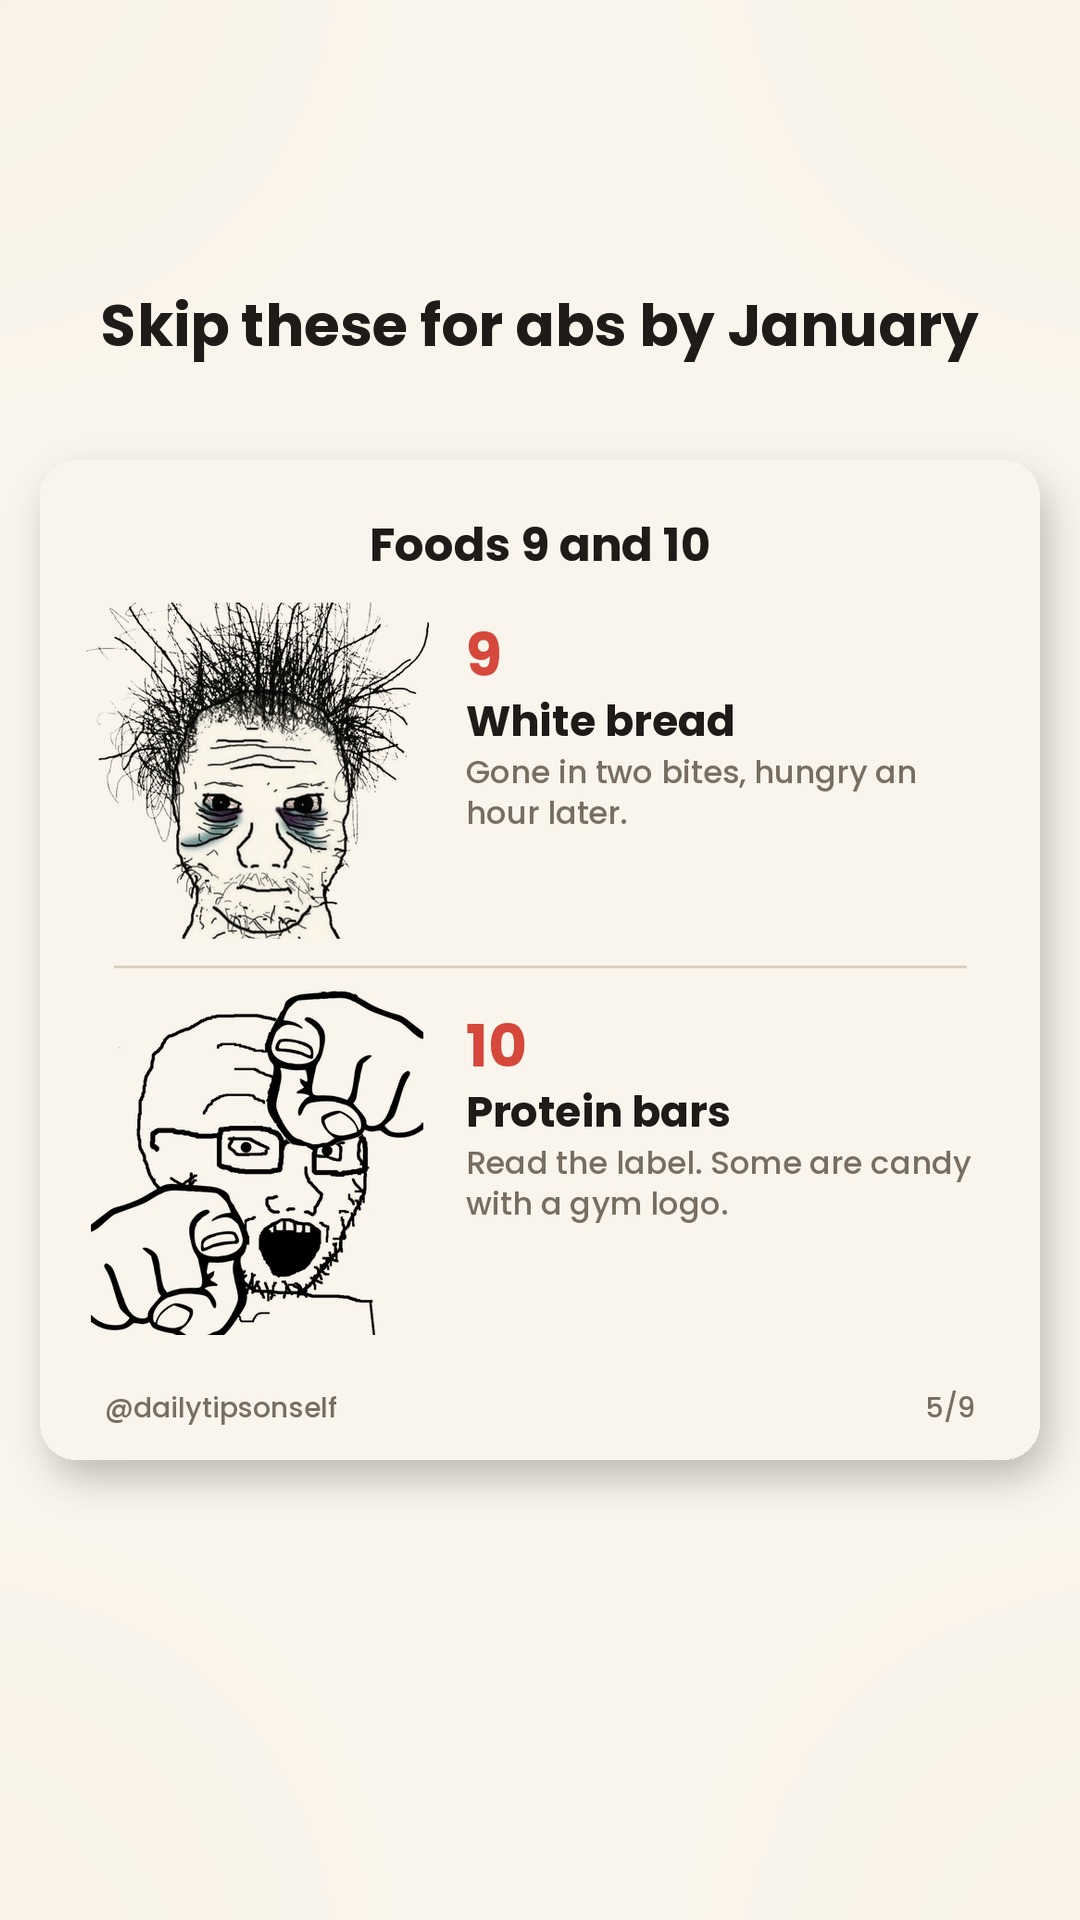 Skip these for abs by January
Foods 9 and 10
9
White bread
Gone in two bites, hungry an
hour later.
10
Protein bars
Read the label. Some are candy
with a gym logo.
@dailytipsonself
5/9